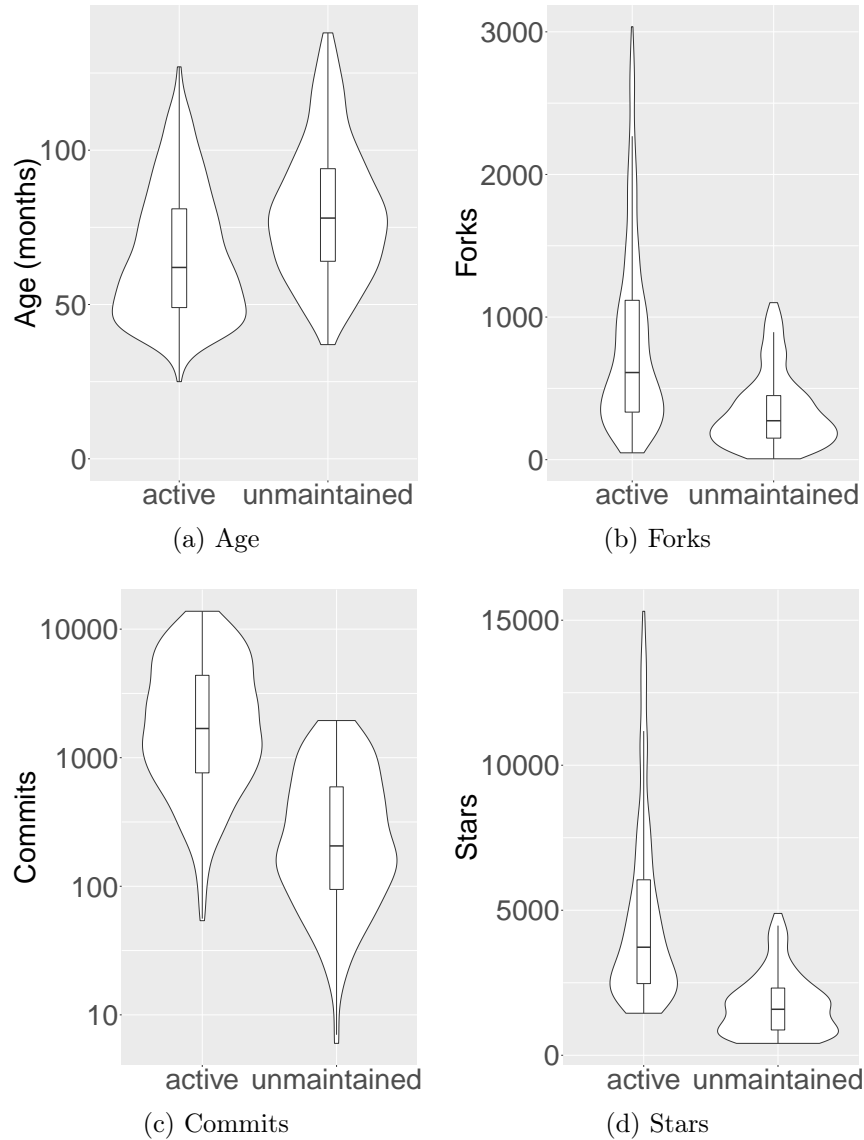 Age (months)
100
50
0
active unmaintained
(a) Age
Forks
3000
2000
1000
0
active unmaintained
(b) Forks
Commits
10000
1000
100
10
active unmaintained
(c) Commits
Stars
15000
10000
5000
0
active unmaintained
(d) Stars